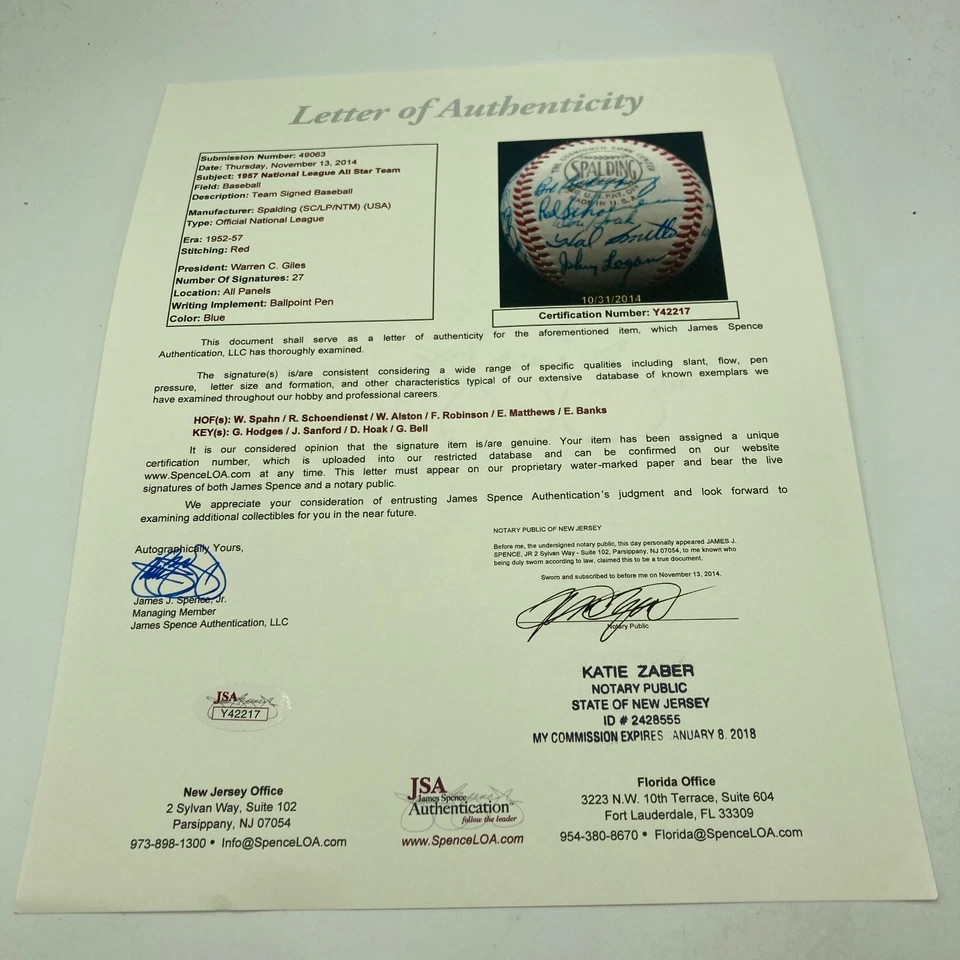 Letter of Authenticity
Submission Number: 49063
Date: Thursday, November 13, 2014
Subject: 1957 National League All Star Team
Field: Baseball
Description: Team Signed Baseball
Manufacturer: Spalding (SC/LP/NTM) (USA)
Type: Official National League
Era: 1952-57
Stitching: Red
President: Warren C. Giles
Number Of Signatures: 27
Location: All Panels
Writing Implement: Ballpoint Pen
Color: Blue
SPALDING
MADE IN U.S.A.
Red Schoendienst
Don Hoak
Hal Smith
Johnny Logan
10/31/2014
Certification Number: Y42217
This document shall serve as a letter of authenticity for the aforementioned item, which James Spence
Authentication, LLC has thoroughly examined.
The signature(s) is/are consistent considering a wide range of specific qualities including slant, flow, pen
pressure, letter size and formation, and other characteristics typical of our extensive database of known exemplars we
have examined throughout our hobby and professional careers.
HOF(s): W. Spahn / R. Schoendienst / W. Alston / F. Robinson / E. Matthews / E. Banks
KEY(s): G. Hodges / J. Sanford / D. Hoak / G. Bell
It is our considered opinion that the signature item is/are genuine. Your item has been assigned a unique
certification number, which is uploaded into our restricted database and can be confirmed on our website
www.SpenceLOA.com at any time. This letter must appear on our proprietary water-marked paper and bear the live
signatures of both James Spence and a notary public.
We appreciate your consideration of entrusting James Spence Authentication's judgment and look forward to
examining additional collectibles for you in the near future.
Autographically Yours,
James J. Spence, Jr.
Managing Member
James Spence Authentication, LLC
NOTARY PUBLIC OF NEW JERSEY
Before me, the undersigned notary public, this day personally appeared JAMES J.
SPENCE, JR 2 Sylvan Way - Suite 102, Parsippany, NJ 07054, to me known who
being duly sworn according to law, claimed this to be a true document.
Sworn and subscribed to before me on November 13, 2014.
Notary Public
KATIE ZABER
NOTARY PUBLIC
STATE OF NEW JERSEY
ID # 2428555
MY COMMISSION EXPIRES ANUARY 8, 2018
JSA
Y42217
New Jersey Office
2 Sylvan Way, Suite 102
Parsippany, NJ 07054
973-898-1300 • Info@SpenceLOA.com
JSA
James Spence
Authentication™
follow the leader
www.SpenceLOA.com
Florida Office
3223 N.W. 10th Terrace, Suite 604
Fort Lauderdale, FL 33309
954-380-8670 • Florida@SpenceLOA.com